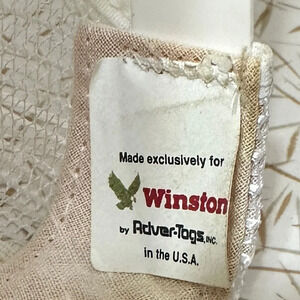 Made exclusively for
Winston
by Adver-Togs, INC.
in the U.S.A.